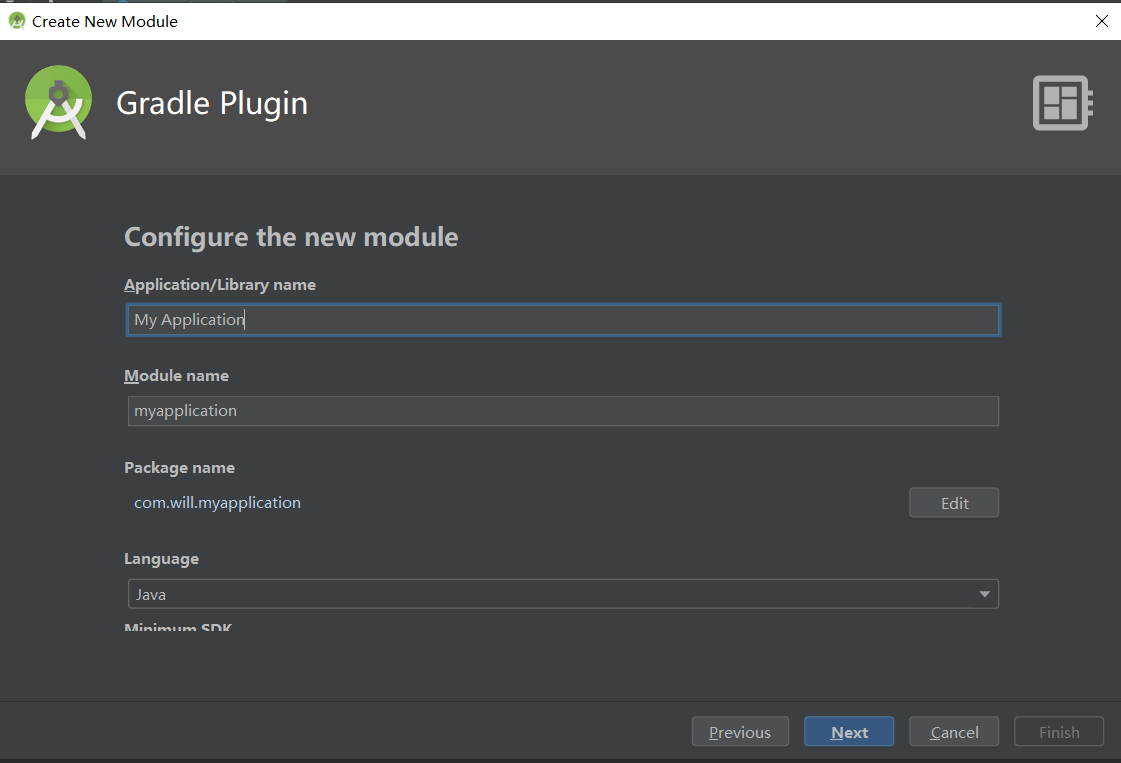 Create New Module
Gradle Plugin
Configure the new module
Application/Library name
My Application
Module name
myapplication
Package name
com.will.myapplication
Edit
Language
Java
Minimum SDK
Previous
Next
Cancel
Finish